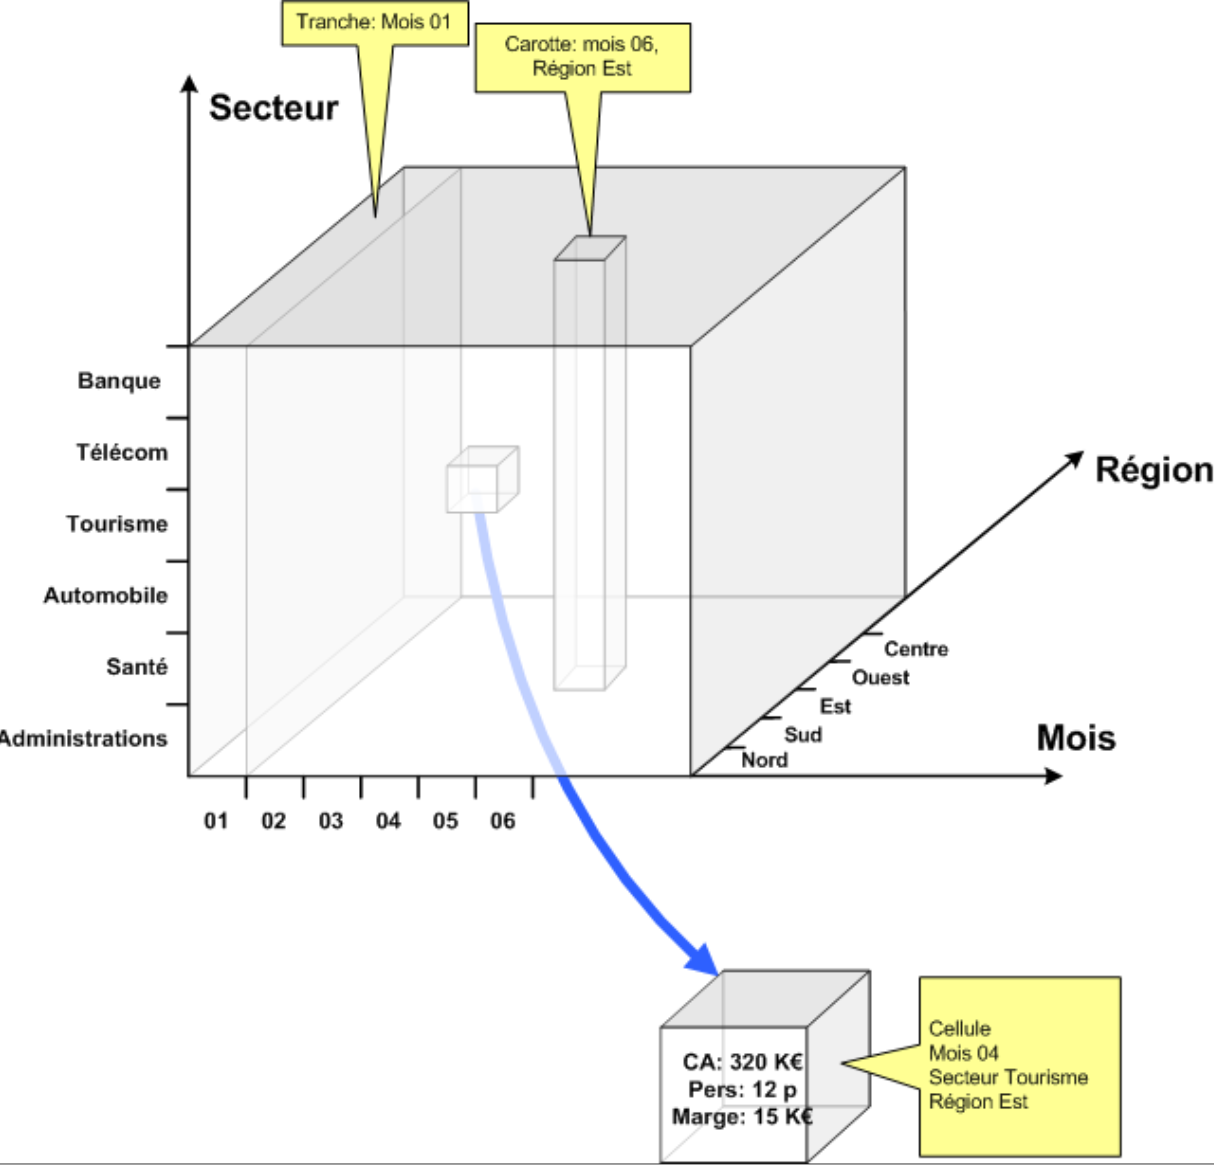 Tranche: Mois 01
Carotte: mois 06,
Région Est
Secteur
Banque
Télécom
Tourisme
Automobile
Santé
Administrations
Région
Centre
Ouest
Est
Sud
Nord
Mois
01 02 03 04 05 06
CA: 320 K€
Pers: 12 p
Marge: 15 K€
Cellule
Mois 04
Secteur Tourisme
Région Est